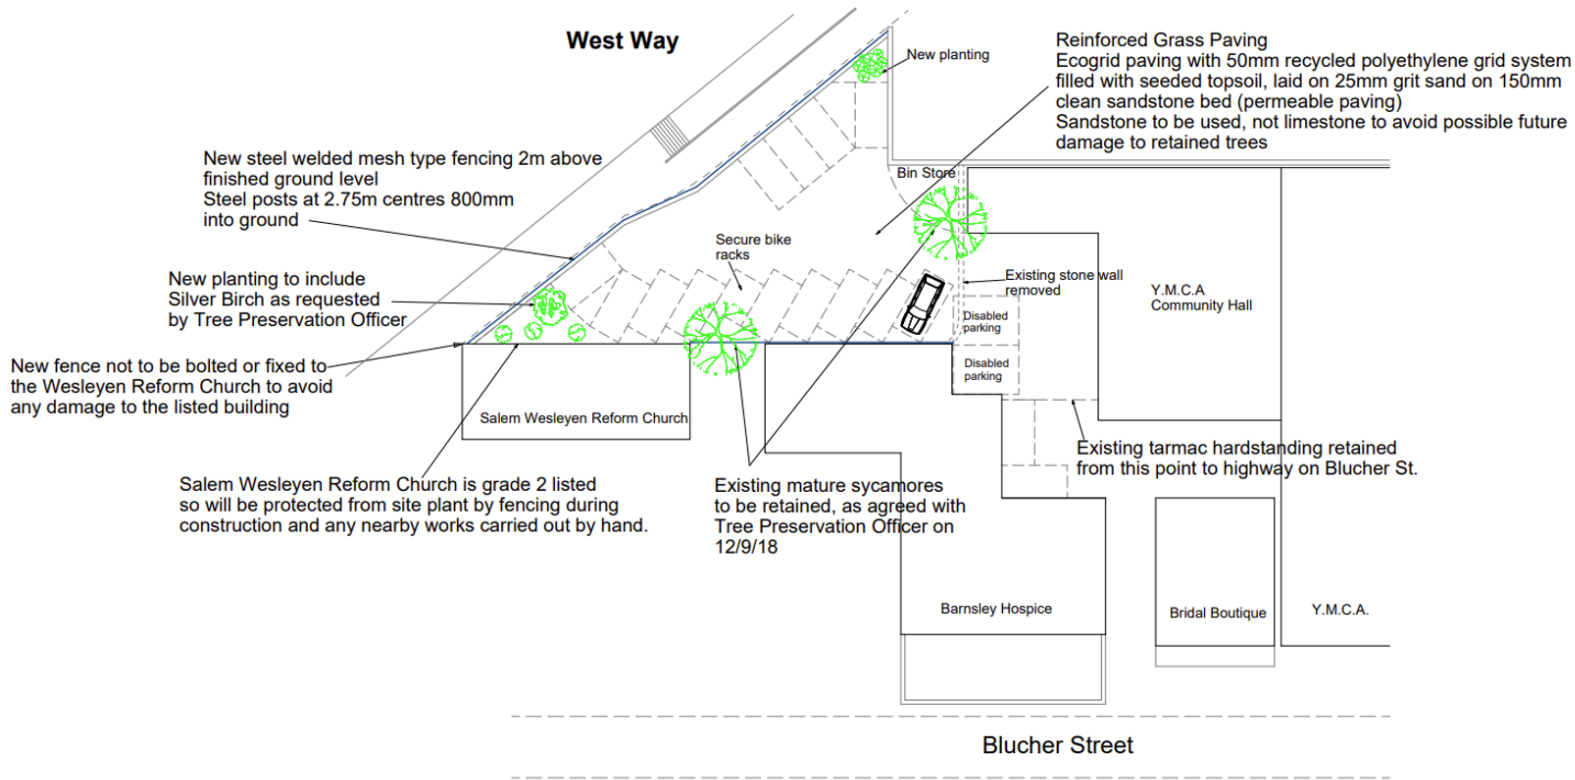 West Way
New planting
Reinforced Grass Paving
Ecogrid paving with 50mm recycled polyethylene grid system
filled with seeded topsoil, laid on 25mm grit sand on 150mm
clean sandstone bed (permeable paving)
Sandstone to be used, not limestone to avoid possible future
damage to retained trees
New steel welded mesh type fencing 2m above
finished ground level
Steel posts at 2.75m centres 800mm
into ground
Bin Store
Secure bike
racks
New planting to include
Silver Birch as requested
by Tree Preservation Officer
Existing stone wall
removed
Y.M.C.A
Community Hall
Disabled
parking
Disabled
parking
New fence not to be bolted or fixed to
the Wesleyen Reform Church to avoid
any damage to the listed building
Salem Wesleyen Reform Church
Existing tarmac hardstanding retained
from this point to highway on Blucher St.
Salem Wesleyen Reform Church is grade 2 listed
so will be protected from site plant by fencing during
construction and any nearby works carried out by hand.
Existing mature sycamores
to be retained, as agreed with
Tree Preservation Officer on
12/9/18
Barnsley Hospice
Bridal Boutique
Y.M.C.A.
Blucher Street